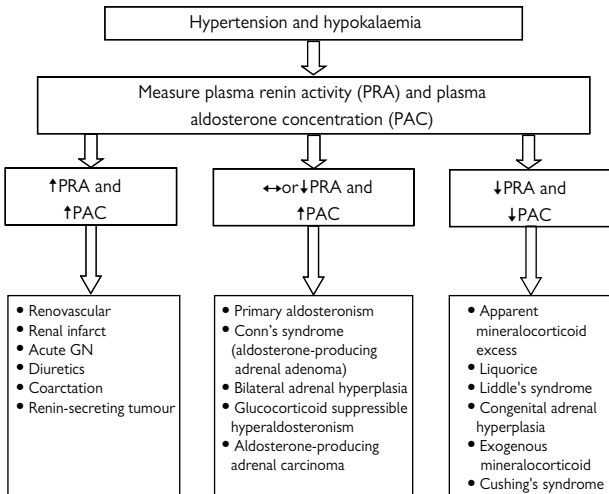 Hypertension and hypokalaemia
Measure plasma renin activity (PRA) and plasma
aldosterone concentration (PAC)
↑PRA and
↑PAC
↔or ↓PRA and
↑PAC
↓PRA and
↓PAC
• Renovascular
• Renal infarct
• Acute GN
• Diuretics
• Coarctation
• Renin-secreting tumour
• Primary aldosteronism
• Conn's syndrome
(aldosterone-producing
adrenal adenoma)
• Bilateral adrenal hyperplasia
• Glucocorticoid suppressible
hyperaldosteronism
• Aldosterone-producing
adrenal carcinoma
• Apparent
mineralocorticoid
excess
• Liquorice
• Liddle's syndrome
• Congenital adrenal
hyperplasia
• Exogenous
mineralocorticoid
• Cushing's syndrome